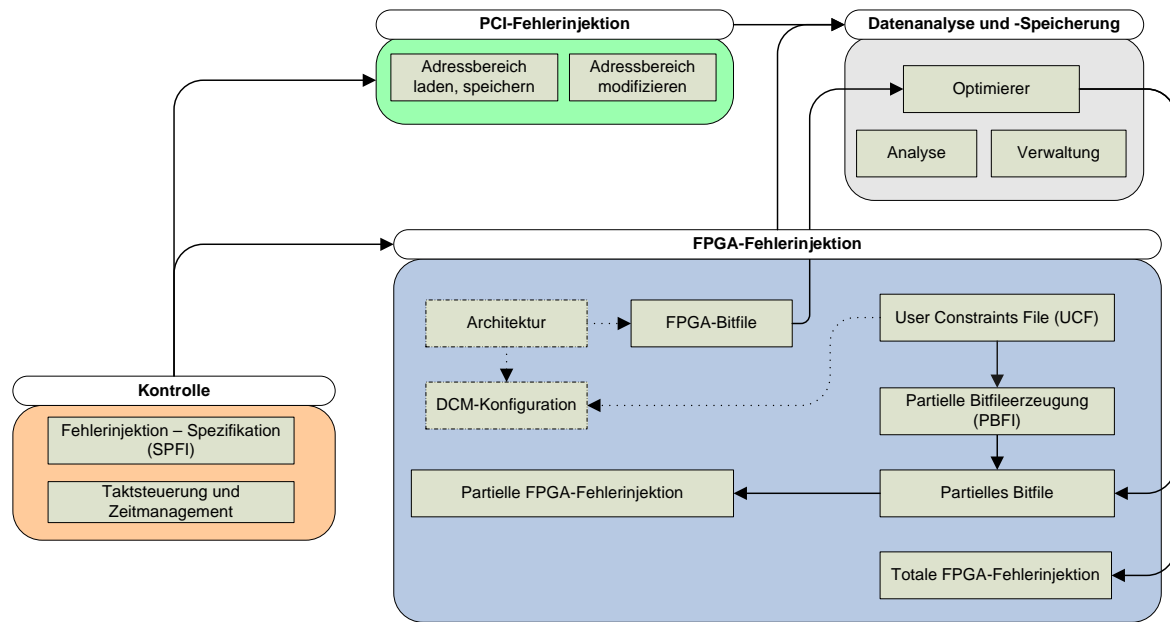 PCI-Fehlerinjektion
Adressbereich
laden, speichern
Adressbereich
modifizieren
Datenanalyse und -Speicherung
Optimierer
Analyse
Verwaltung
FPGA-Fehlerinjektion
Architektur
FPGA-Bitfile
User Constraints File (UCF)
DCM-Konfiguration
Partielle Bitfileerzeugung
(PBFI)
Partielle FPGA-Fehlerinjektion
Partielles Bitfile
Totale FPGA-Fehlerinjektion
Kontrolle
Fehlerinjektion – Spezifikation
(SPFI)
Taktsteuerung und
Zeitmanagement